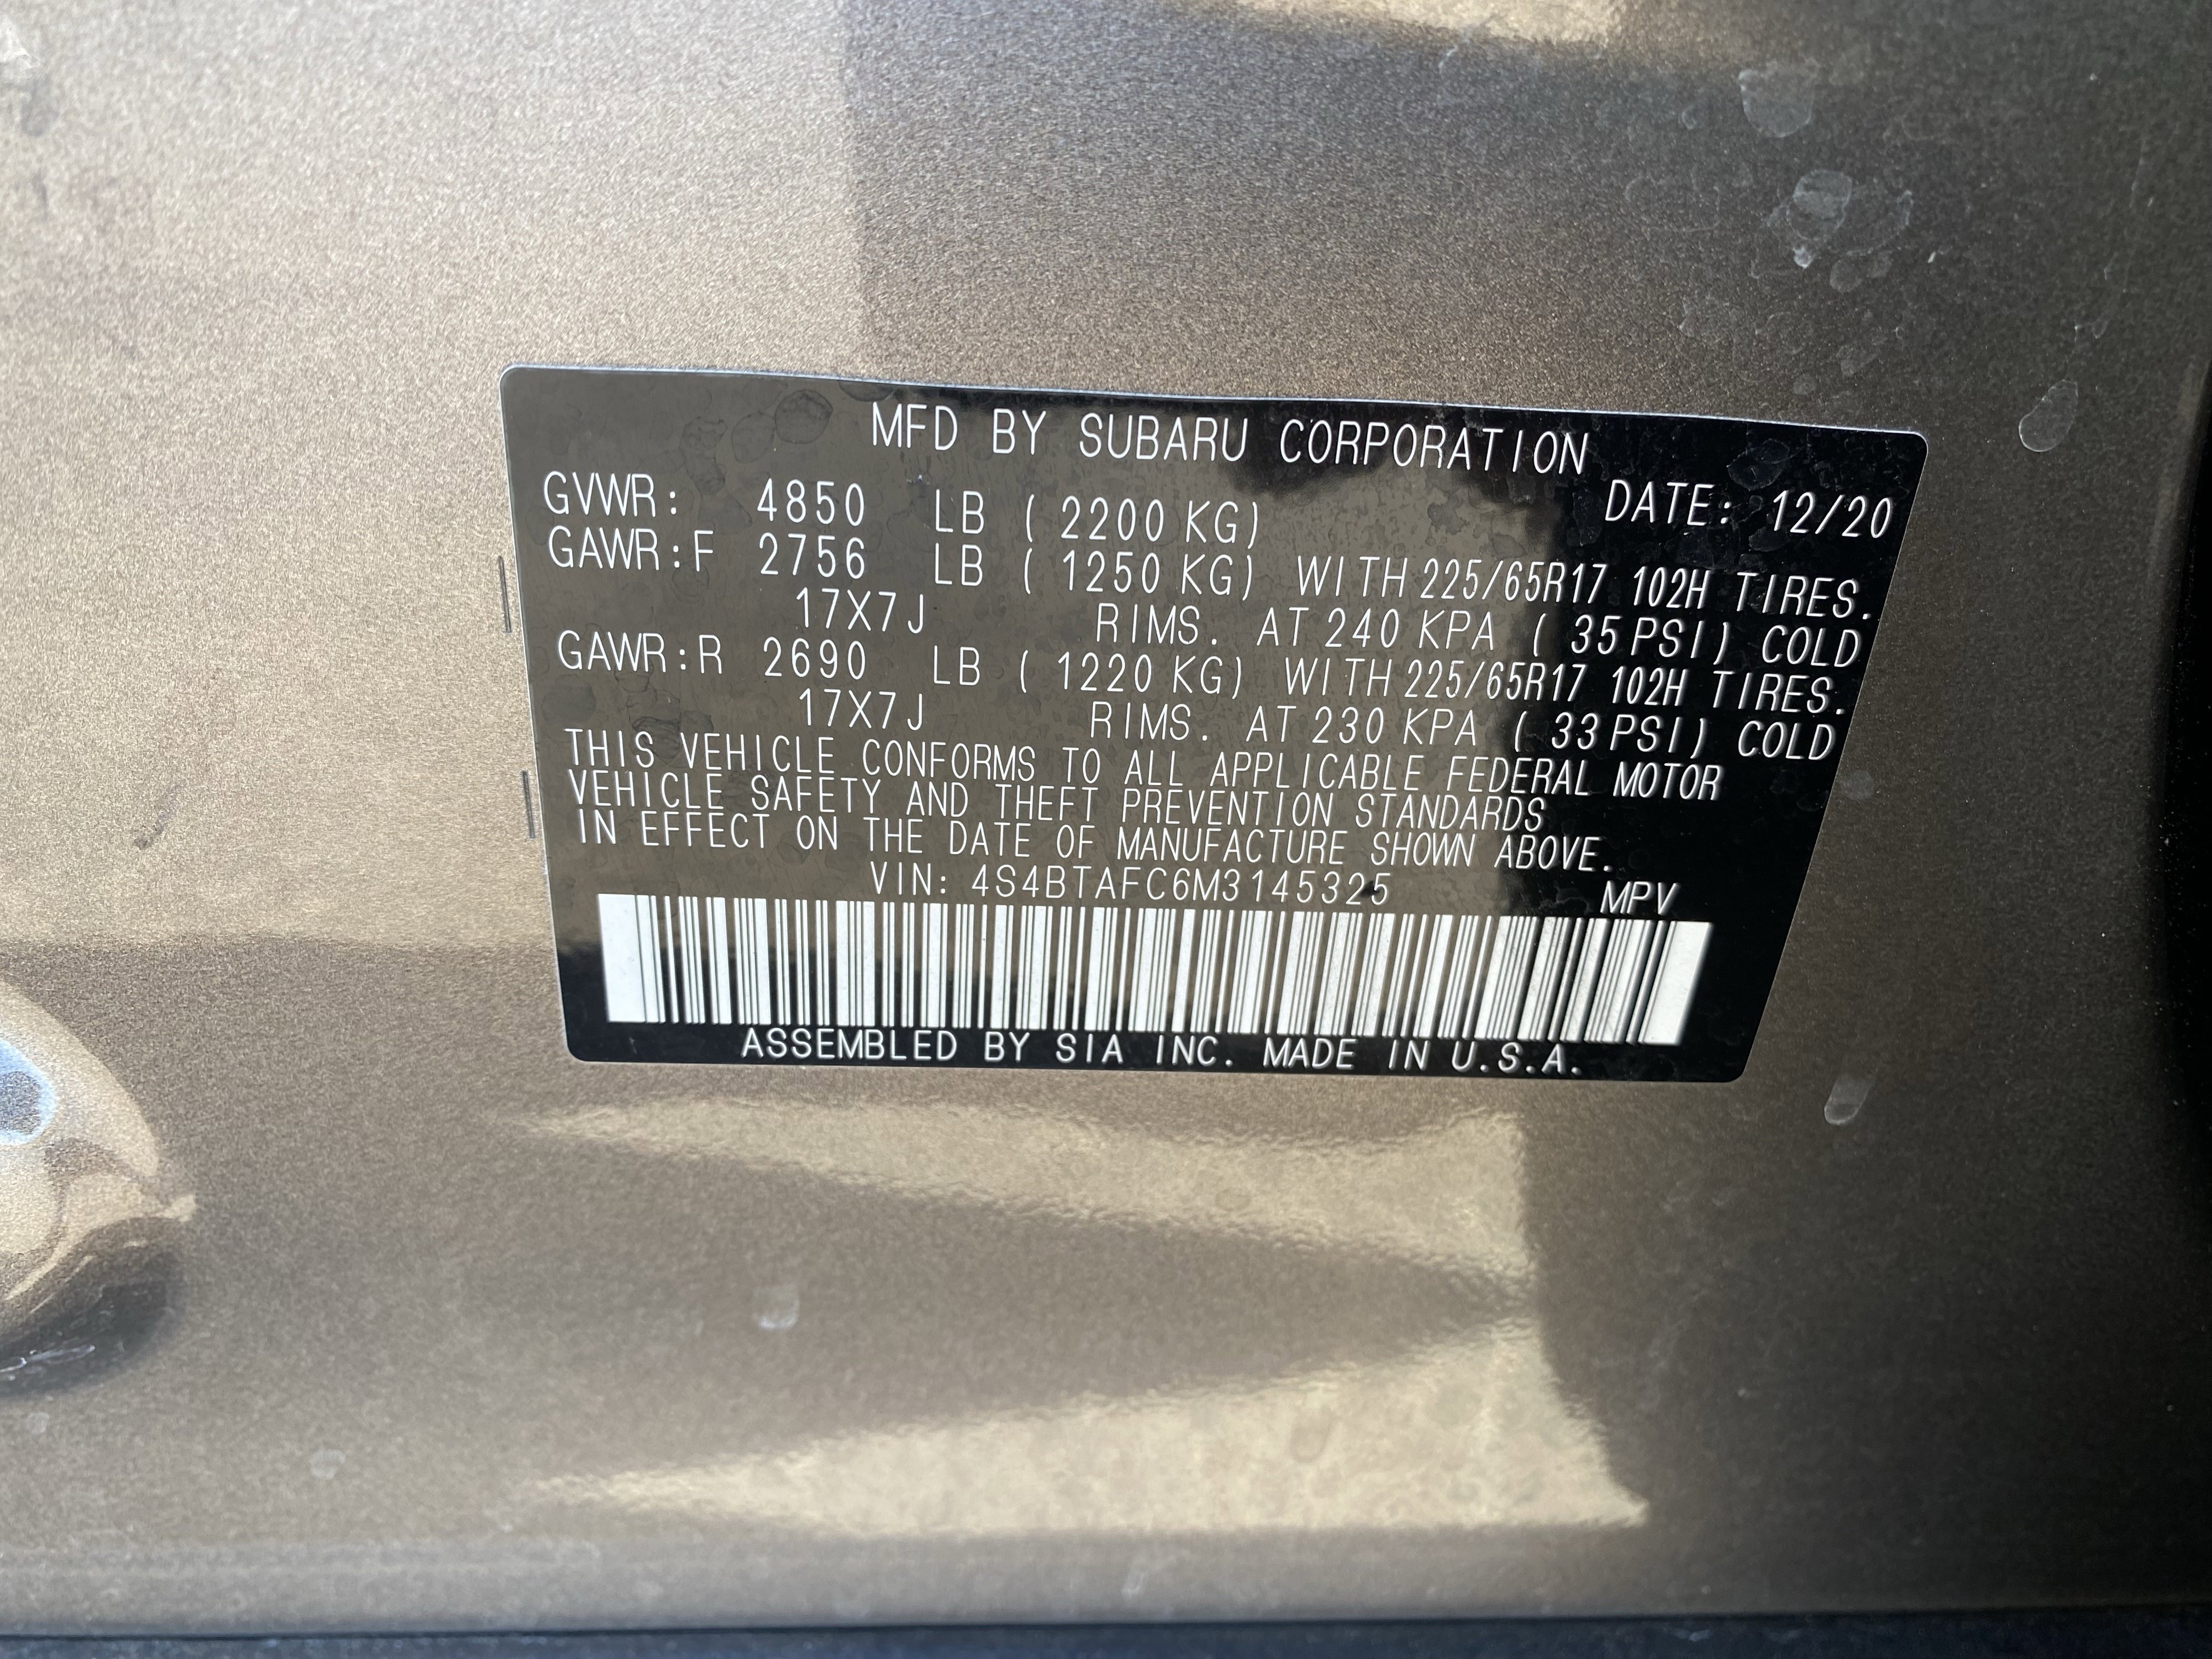 MFD BY SUBARU CORPORATION
DATE: 12/20
GVWR: 4850 LB ( 2200 KG)
GAWR:F 2756 LB ( 1250 KG) WITH 225/65R17 102H TIRES.
17X7J RIMS. AT 240 KPA ( 35 PSI) COLD
GAWR:R 2690 LB ( 1220 KG) WITH 225/65R17 102H TIRES.
17X7J RIMS. AT 230 KPA ( 33 PSI) COLD
THIS VEHICLE CONFORMS TO ALL APPLICABLE FEDERAL MOTOR
VEHICLE SAFETY AND THEFT PREVENTION STANDARDS
IN EFFECT ON THE DATE OF MANUFACTURE SHOWN ABOVE.
VIN: 4S4BTAFC6M3145325 MPV
ASSEMBLED BY SIA INC. MADE IN U.S.A.